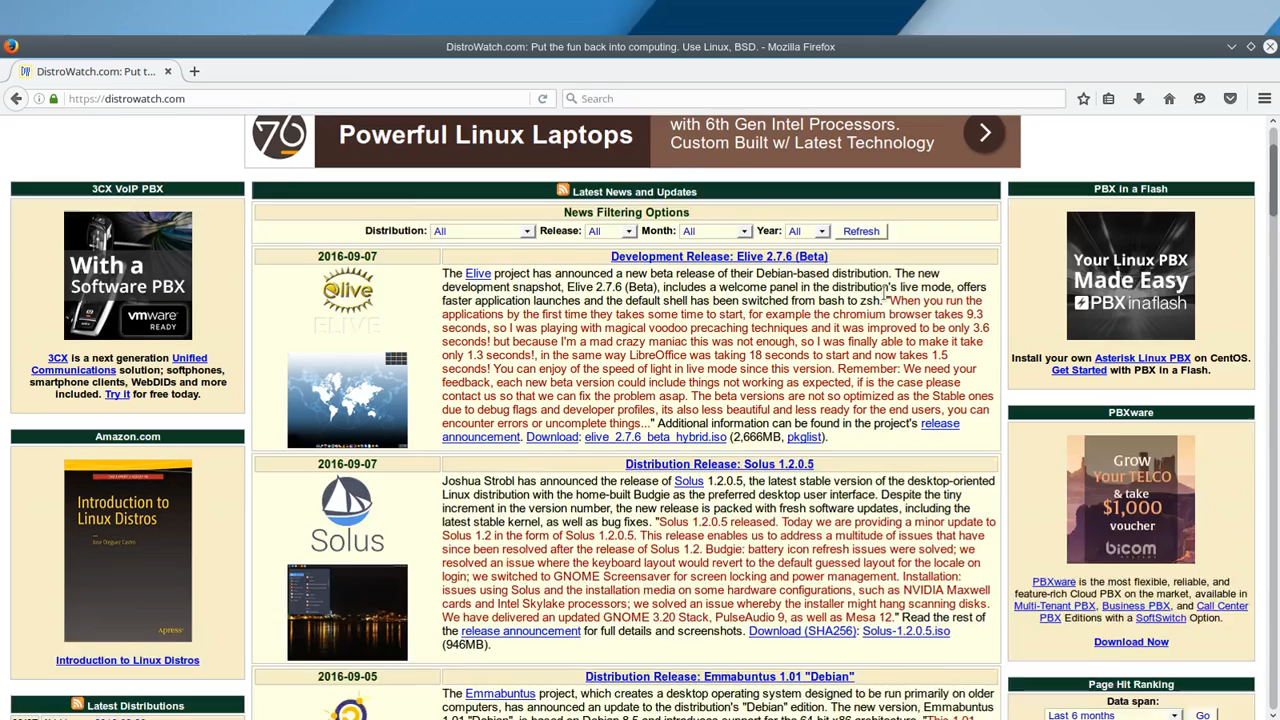 DistroWatch.com: Put the fun back into computing. Use Linux, BSD. - Mozilla Firefox
DistroWatch.com: Put t...
https://distrowatch.com
Search
76
Powerful Linux Laptops
with 6th Gen Intel Processors.
Custom Built w/ Latest Technology
3CX VoIP PBX
With a
Software PBX
vmware
READY
3CX is a next generation Unified
Communications solution; softphones,
smartphone clients, WebDIDs and more
included. Try it for free today.
Amazon.com
Introduction to
Linux Distros
Jose Dieguez Castro
Apress
Introduction to Linux Distros
Latest Distributions
Latest News and Updates
News Filtering Options
Distribution: All Release: All Month: All Year: All Refresh
2016-09-07
elive
ELIVE
Development Release: Elive 2.7.6 (Beta)
The Elive project has announced a new beta release of their Debian-based distribution. The new
development snapshot, Elive 2.7.6 (Beta), includes a welcome panel in the distribution's live mode, offers
faster application launches and the default shell has been switched from bash to zsh. "When you run the
applications by the first time they takes some time to start, for example the chromium browser takes 9.3
seconds, so I was playing with magical voodoo precaching techniques and it was improved to be only 3.6
seconds! but because I'm a mad crazy maniac this was not enough, so I was finally able to make it take
only 1.3 seconds!, in the same way LibreOffice was taking 18 seconds to start and now takes 1.5
seconds! You can enjoy of the speed of light in live mode since this version. Remember: We need your
feedback, each new beta version could include things not working as expected, if is the case please
contact us so that we can fix the problem asap. The beta versions are not so optimized as the Stable ones
due to debug flags and developer profiles, its also less beautiful and less ready for the end users, you can
encounter errors or uncomplete things..." Additional information can be found in the project's release
announcement. Download: elive_2.7.6_beta_hybrid.iso (2,666MB, pkglist).
2016-09-07
Solus
Distribution Release: Solus 1.2.0.5
Joshua Strobl has announced the release of Solus 1.2.0.5, the latest stable version of the desktop-oriented
Linux distribution with the home-built Budgie as the preferred desktop user interface. Despite the tiny
increment in the version number, the new release is packed with fresh software updates, including the
latest stable kernel, as well as bug fixes. "Solus 1.2.0.5 released. Today we are providing a minor update to
Solus 1.2 in the form of Solus 1.2.0.5. This release enables us to address a multitude of issues that have
since been resolved after the release of Solus 1.2. Budgie: battery icon refresh issues were solved; we
resolved an issue where the keyboard layout would revert to the default guessed layout for the locale on
login; we switched to GNOME Screensaver for screen locking and power management. Installation:
issues using Solus and the installation media on some hardware configurations, such as NVIDIA Maxwell
cards and Intel Skylake processors; we solved an issue whereby the installer might hang scanning disks.
We have delivered an updated GNOME 3.20 Stack, PulseAudio 9, as well as Mesa 12." Read the rest of
the release announcement for full details and screenshots. Download (SHA256): Solus-1.2.0.5.iso
(946MB).
2016-09-05
Distribution Release: Emmabuntus 1.01 "Debian"
The Emmabuntus project, which creates a desktop operating system designed to be run primarily on older
computers, has announced an update to the distribution's "Debian" edition. The new version, Emmabuntus
PBX in a Flash
Your Linux PBX
Made Easy
PBX in a flash
Install your own Asterisk Linux PBX on CentOS.
Get Started with PBX in a Flash.
PBXware
Grow
Your TELCO
& take
$1,000
voucher
bicom
PBXware is the most flexible, reliable, and
feature-rich Cloud PBX on the market, available in
Multi-Tenant PBX, Business PBX, and Call Center
PBX Editions with a SoftSwitch Option.
Download Now
Page Hit Ranking
Data span:
Last 6 months Go